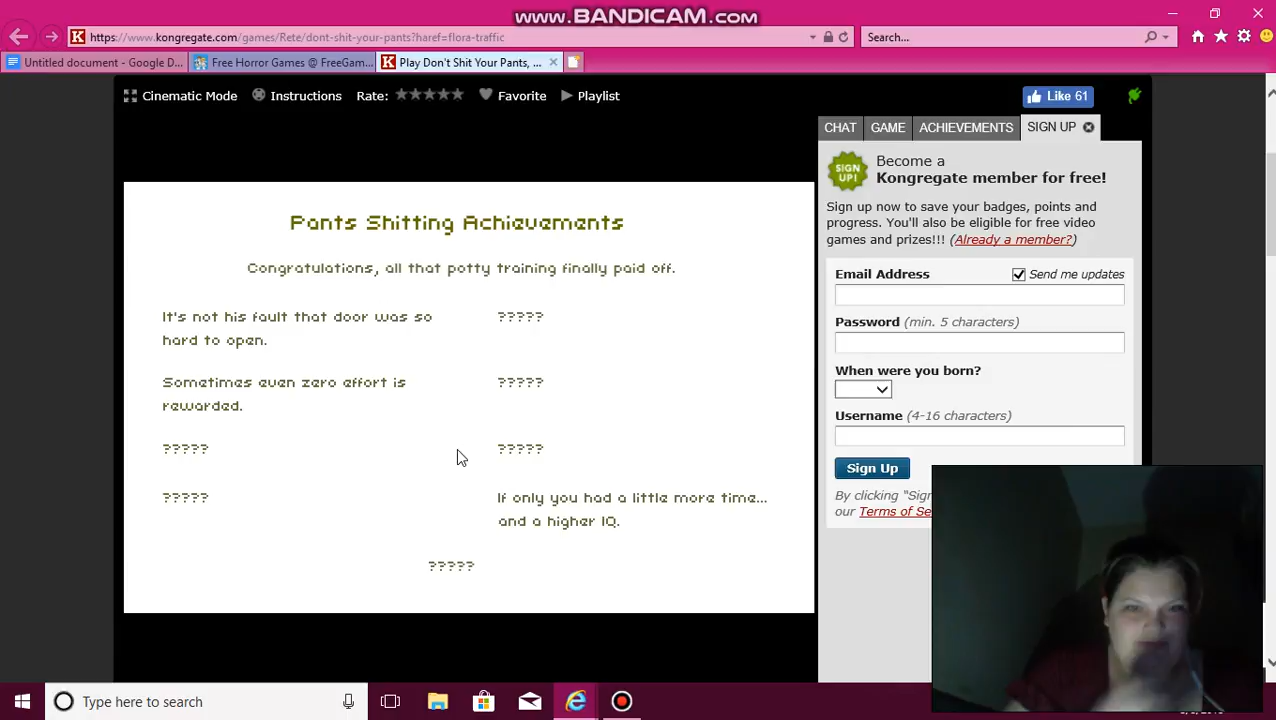 www.BANDICAM.com
https://www.kongregate.com/games/Rete/dont-shit-your-pants?haref=flora-traffic
Search...
Untitled document - Google D...
Free Horror Games @ FreeGam...
Play Don't Shit Your Pants, ...
Cinematic Mode
Instructions
Rate:
Favorite
Playlist
Like 61
CHAT
GAME
ACHIEVEMENTS
SIGN UP
Pants Shitting Achievements
Congratulations, all that potty training finally paid off.
It's not his fault that door was so
hard to open.
?????
Sometimes even zero effort is
rewarded.
?????
?????
?????
?????
If only you had a little more time...
and a higher IQ.
?????
SIGN
UP!
Become a
Kongregate member for free!
Sign up now to save your badges, points and
progress. You'll also be eligible for free video
games and prizes!!! (Already a member?)
Email Address
Send me updates
Password (min. 5 characters)
When were you born?
Username (4-16 characters)
Sign Up
By clicking "Sign
our Terms of Se
Type here to search